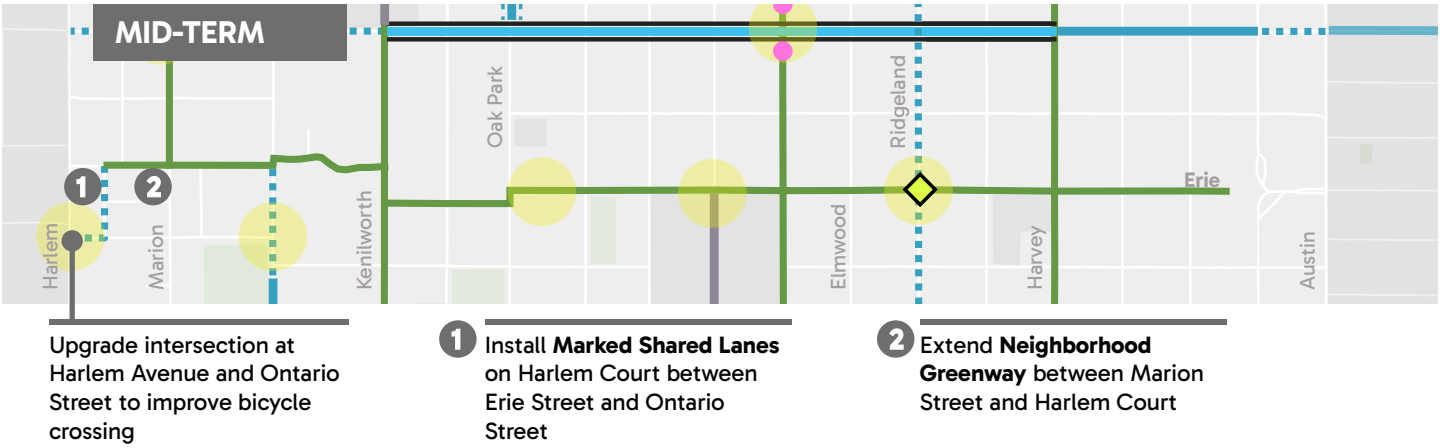 MID-TERM
Oak Park
Ridgeland
1
2
Erie
Harlem
Marion
Kenilworth
Elmwood
Harvey
Austin
Upgrade intersection at
Harlem Avenue and Ontario
Street to improve bicycle
crossing
1
Install Marked Shared Lanes
on Harlem Court between
Erie Street and Ontario
Street
2
Extend Neighborhood
Greenway between Marion
Street and Harlem Court